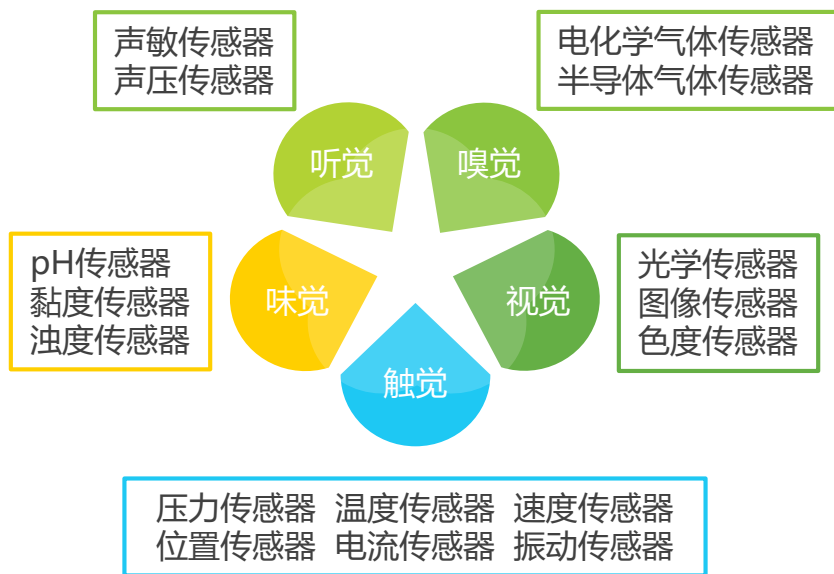 声敏传感器
声压传感器
电化学气体传感器
半导体气体传感器
听觉
嗅觉
pH传感器
黏度传感器
浊度传感器
味觉
视觉
光学传感器
图像传感器
色度传感器
触觉
压力传感器 温度传感器 速度传感器
位置传感器 电流传感器 振动传感器